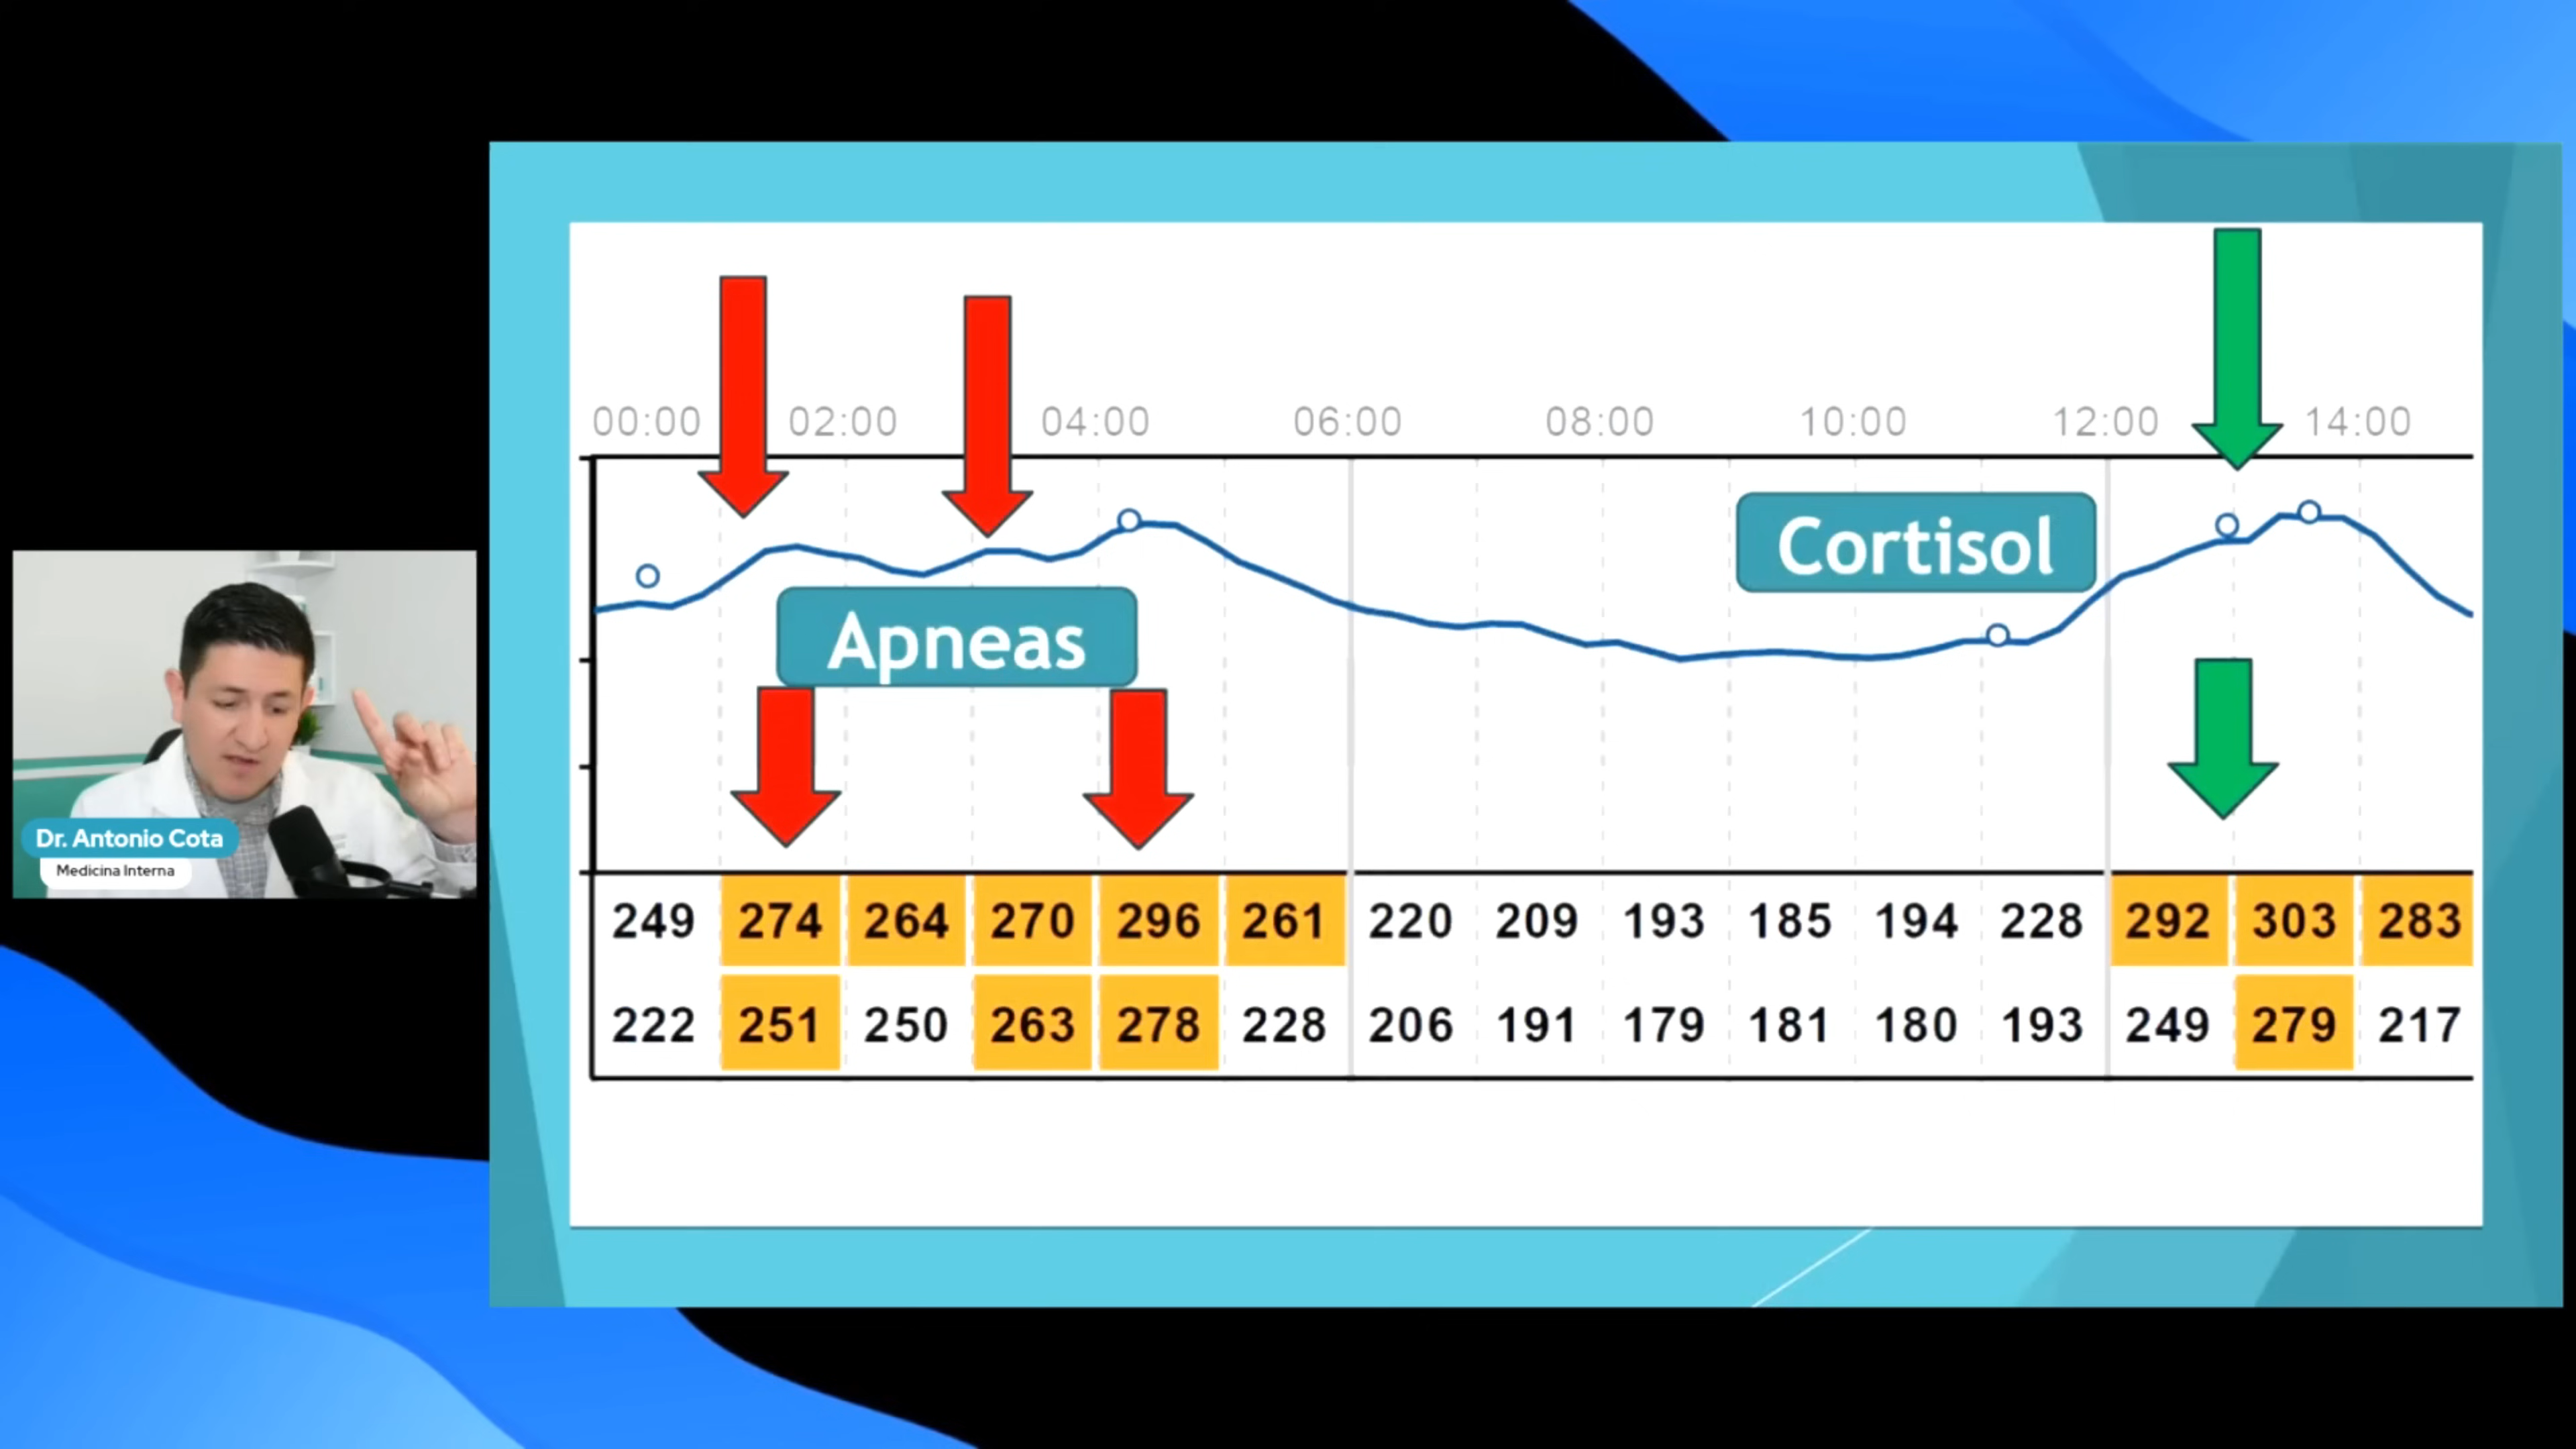 00:00 02:00 04:00 06:00 08:00 10:00 12:00 14:00
Cortisol
Apneas
Dr. Antonio Cota
Medicina Interna
249 274 264 270 296 261 220 209 193 185 194 228 292 303 283
222 251 250 263 278 228 206 191 179 181 180 193 249 279 217